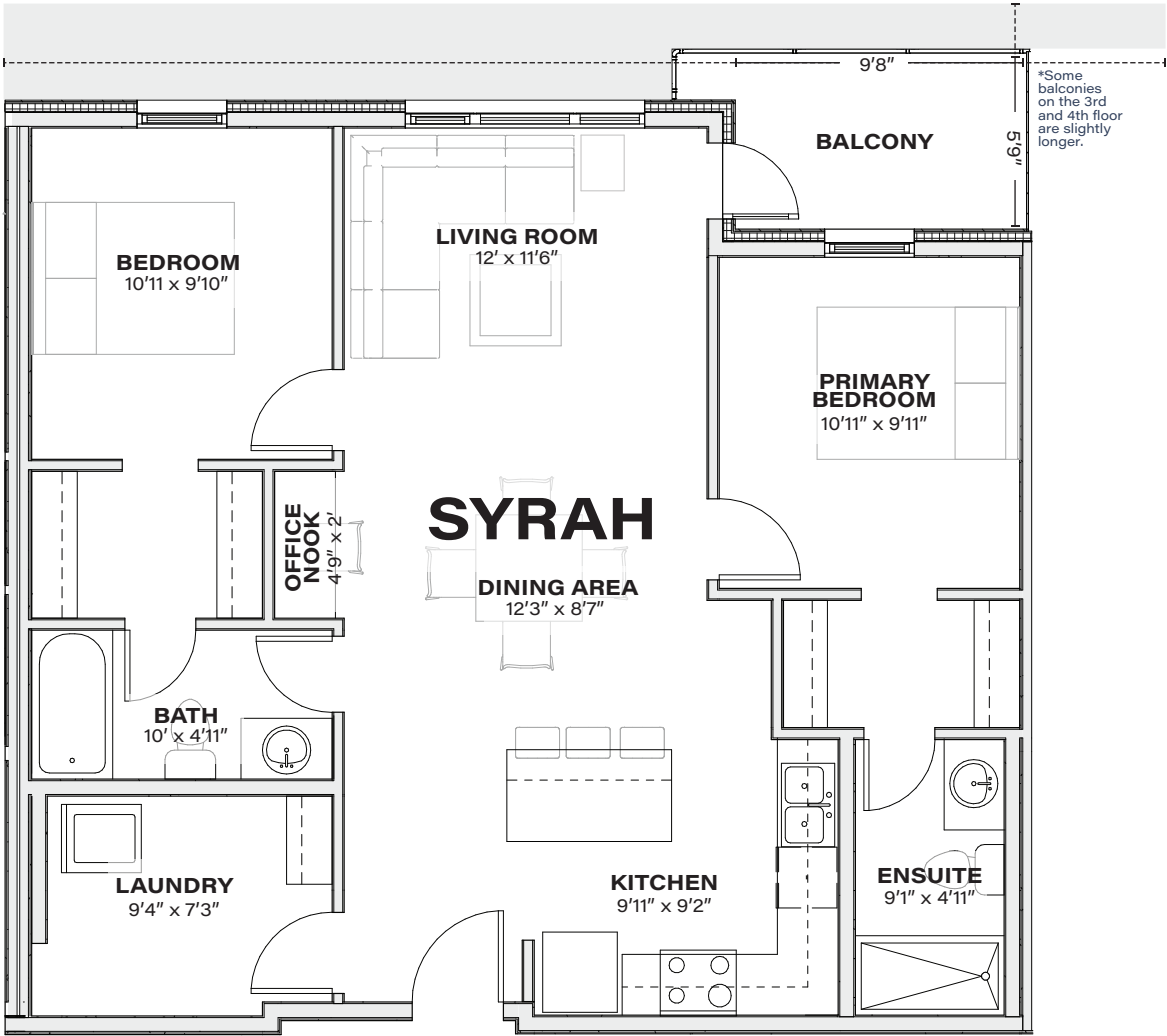 9'8"
*Some
balconies
on the 3rd
and 4th floor
are slightly
longer.
BALCONY
5'9"
LIVING ROOM
12' x 11'6"
BEDROOM
10'11 x 9'10"
PRIMARY
BEDROOM
10'11" x 9'11"
SYRAH
OFFICE
NOOK
4'9" x 2'
DINING AREA
12'3" x 8'7"
BATH
10' x 4'11"
LAUNDRY
9'4" x 7'3"
KITCHEN
9'11" x 9'2"
ENSUITE
9'1" x 4'11"